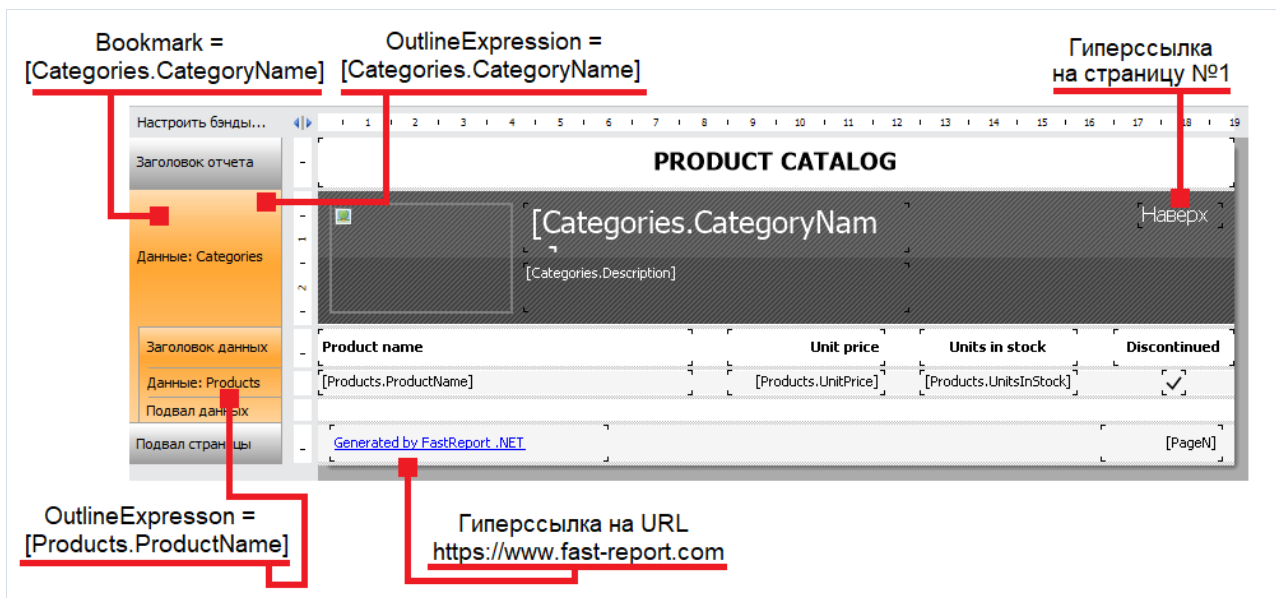 Bookmark =
[Categories.CategoryName]
OutlineExpression =
[Categories.CategoryName]
Гиперссылка
на страницу №1
Настроить бэнды...
1 2 3 4 5 6 7 8 9 10 11 12 13 14 15 16 17 18 19
Заголовок отчета
PRODUCT CATALOG
[Categories.CategoryNam
Наверх
1
Данные: Categories
[Categories.Description]
2
Заголовок данных
Product name Unit price Units in stock Discontinued
Данные: Products
[Products.ProductName] [Products.UnitPrice] [Products.UnitsInStock]
Подвал данных
Подвал страницы
Generated by FastReport .NET
[PageN]
OutlineExpresson =
[Products.ProductName]
Гиперссылка на URL
https://www.fast-report.com